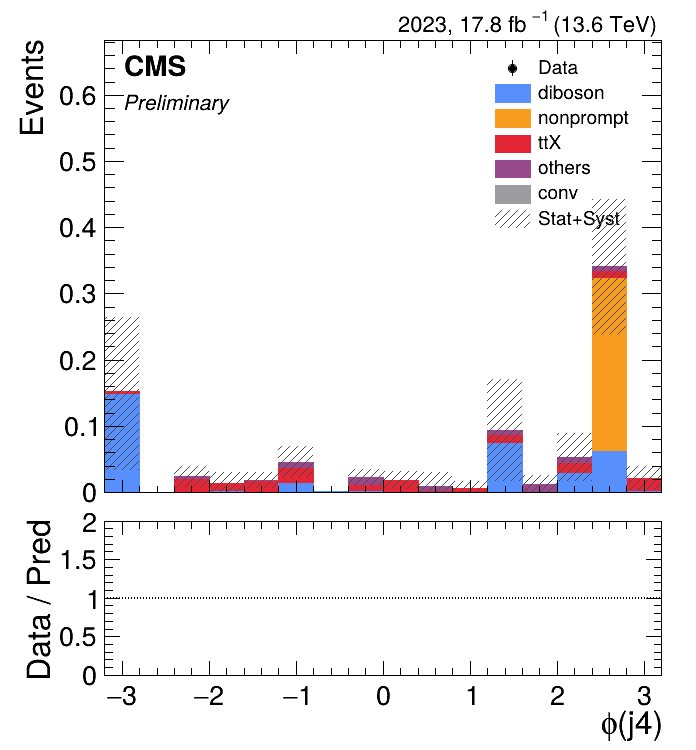 2023, 17.8 fb⁻¹ (13.6 TeV)
CMS
Preliminary
Events
Data
diboson
nonprompt
ttX
others
conv
Stat+Syst
0.6
0.5
0.4
0.3
0.2
0.1
0
Data / Pred
2
1.5
1
0.5
0
−3 −2 −1 0 1 2 3
ϕ(j4)